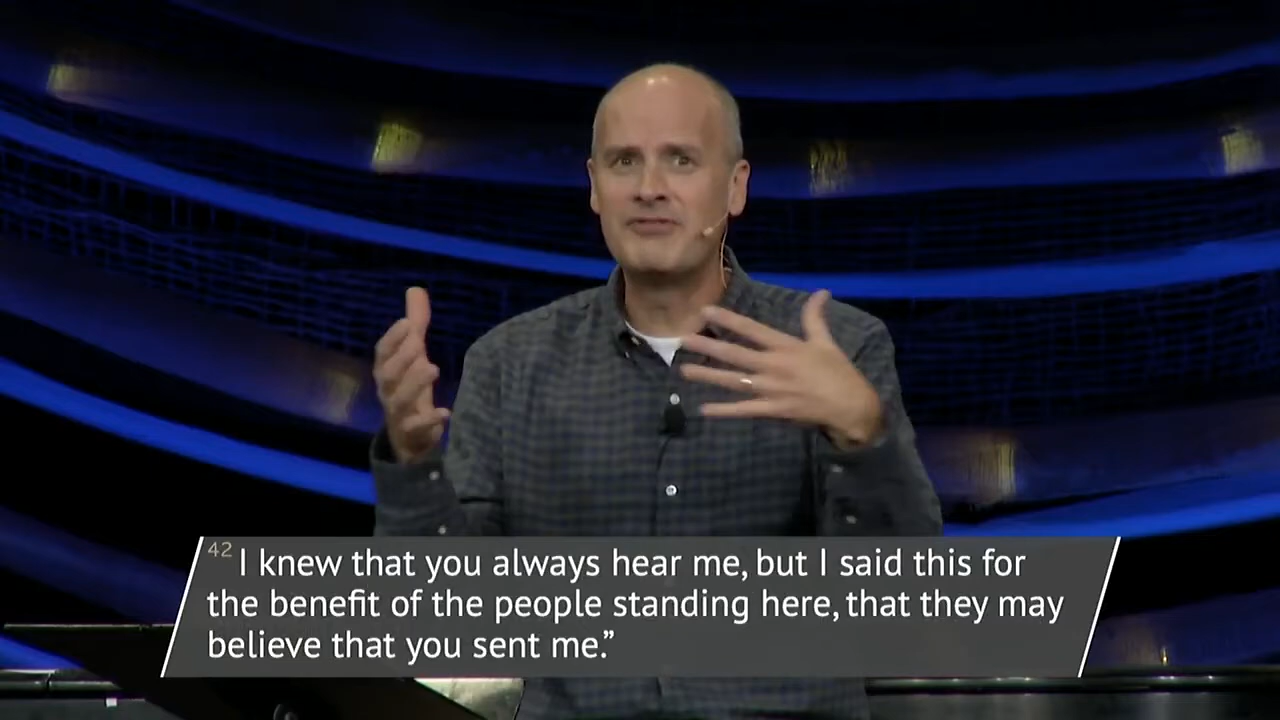 42 I knew that you always hear me, but I said this for
the benefit of the people standing here, that they may
believe that you sent me.”